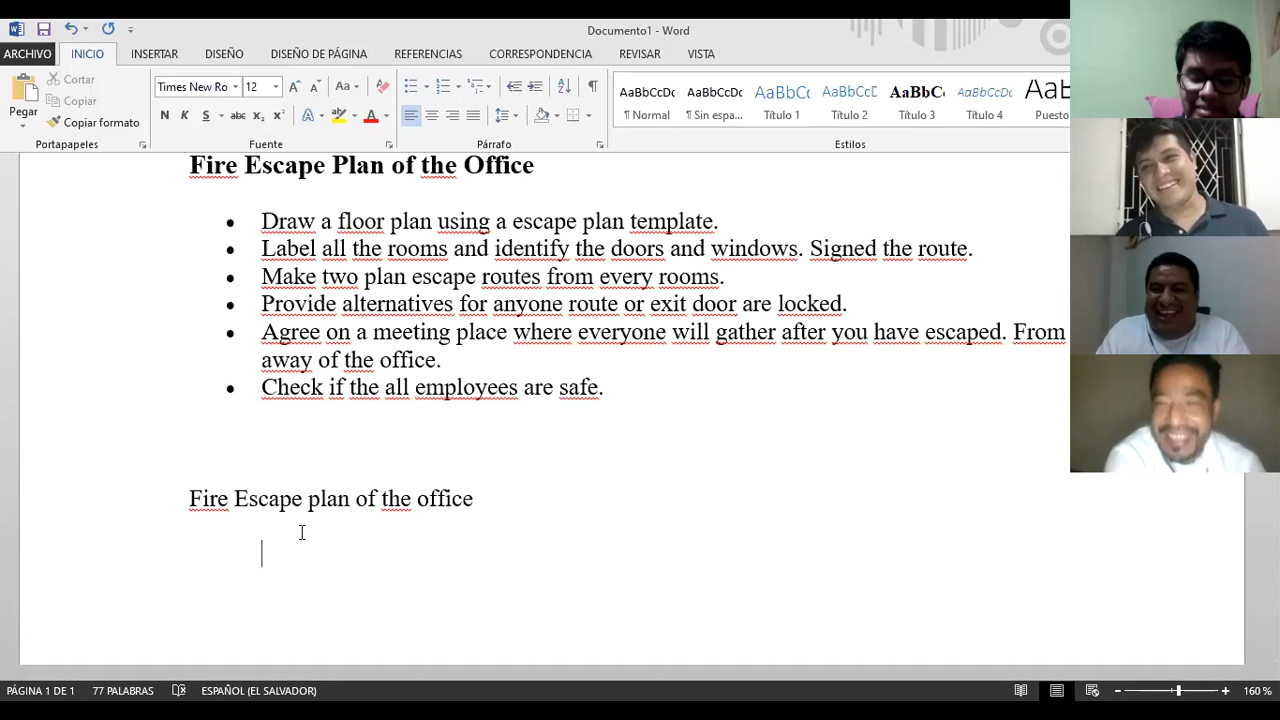 Documento1 - Word
ARCHIVO INICIO INSERTAR DISEÑO DISEÑO DE PÁGINA REFERENCIAS CORRESPONDENCIA REVISAR VISTA
Pegar
Cortar
Copiar
Copiar formato
Portapapeles
Times New Ro 12
N K S abc x₂ x²
Fuente
Párrafo
AaBbCcDc AaBbCcDc AaBbCc AaBbCcD AaBbCc AaBbCcDc AaBb
¶ Normal ¶ Sin espa... Título 1 Título 2 Título 3 Título 4 Puesto
Estilos
Fire Escape Plan of the Office
• Draw a floor plan using a escape plan template.
• Label all the rooms and identify the doors and windows. Signed the route.
• Make two plan escape routes from every rooms.
• Provide alternatives for anyone route or exit door are locked.
• Agree on a meeting place where everyone will gather after you have escaped. From
away of the office.
• Check if the all employees are safe.
Fire Escape plan of the office
PÁGINA 1 DE 1 77 PALABRAS ESPAÑOL (EL SALVADOR) 160 %